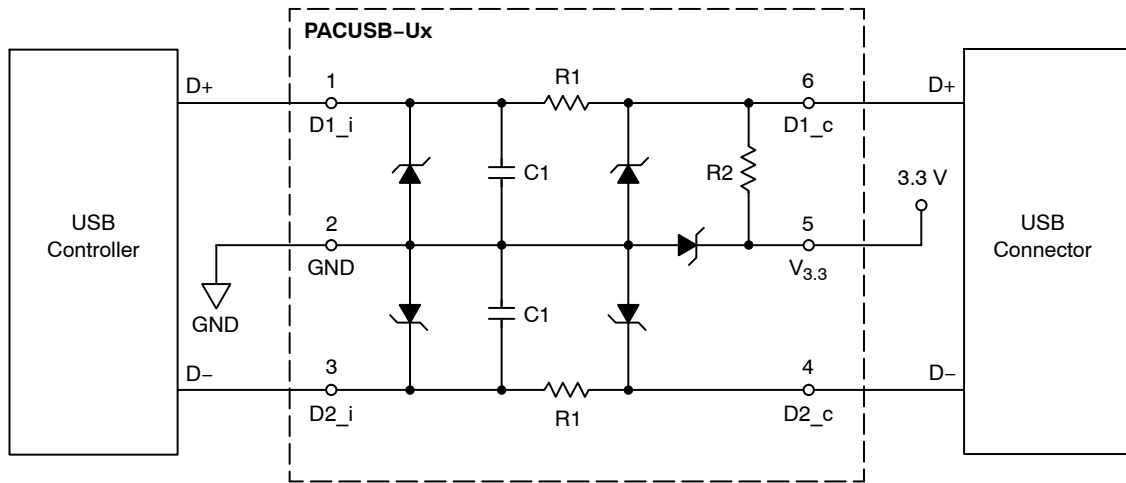 PACUSB–Ux
D+
1
D1_i
R1
6
D1_c
D+
C1
R2
3.3 V
USB
Controller
2
GND
5
V3.3
USB
Connector
GND
C1
D–
3
D2_i
R1
4
D2_c
D–